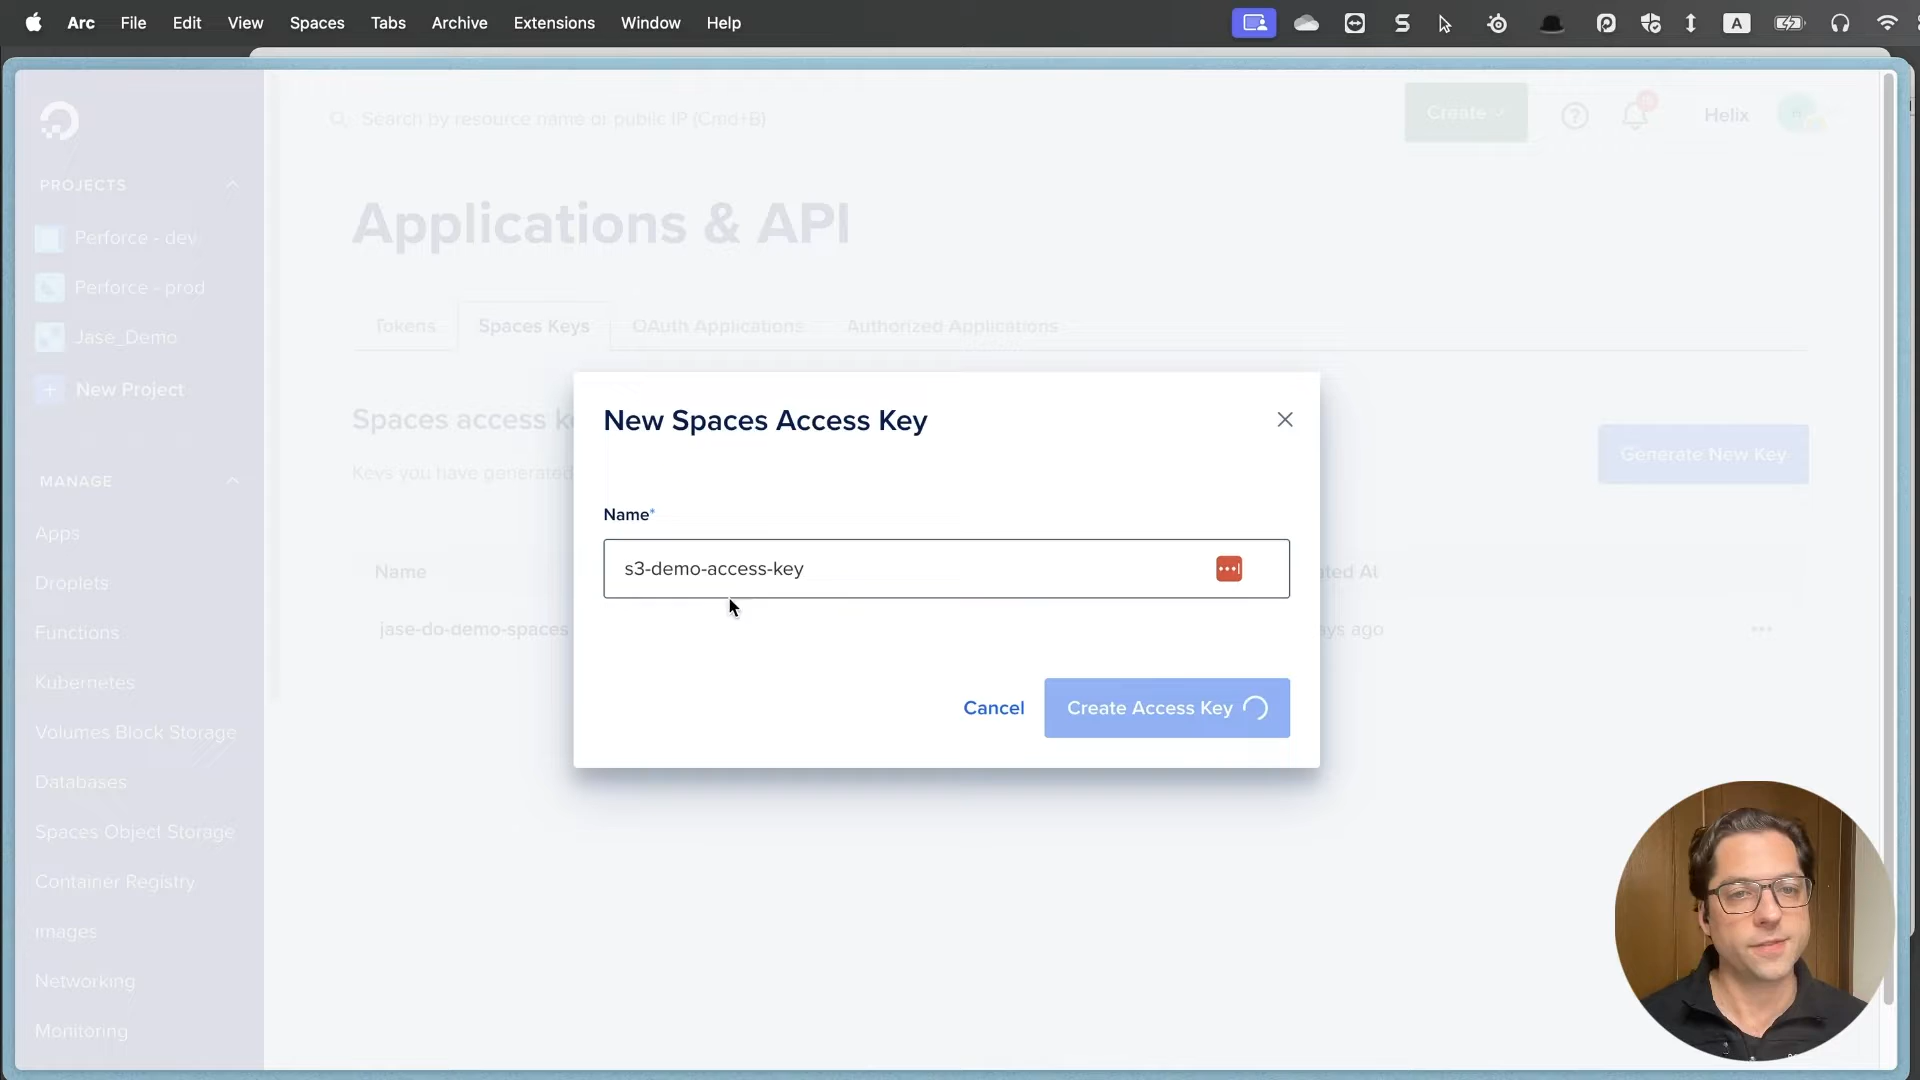 Arc File Edit View Spaces Tabs Archive Extensions Window Help
A
Search by resource name or public IP (Cmd+B)
Create
Helix
PROJECTS
Perforce - dev
Perforce - prod
Jase_Demo
New Project
MANAGE
Apps
Droplets
Functions
Kubernetes
Volumes Block Storage
Databases
Spaces Object Storage
Container Registry
Images
Networking
Monitoring
Applications & API
Tokens Spaces Keys OAuth Applications Authorized Applications
Spaces access
Keys you have generated
Generate New Key
Name
At
jase-do-demo-spaces
ago
New Spaces Access Key
Name*
s3-demo-access-key
Cancel
Create Access Key